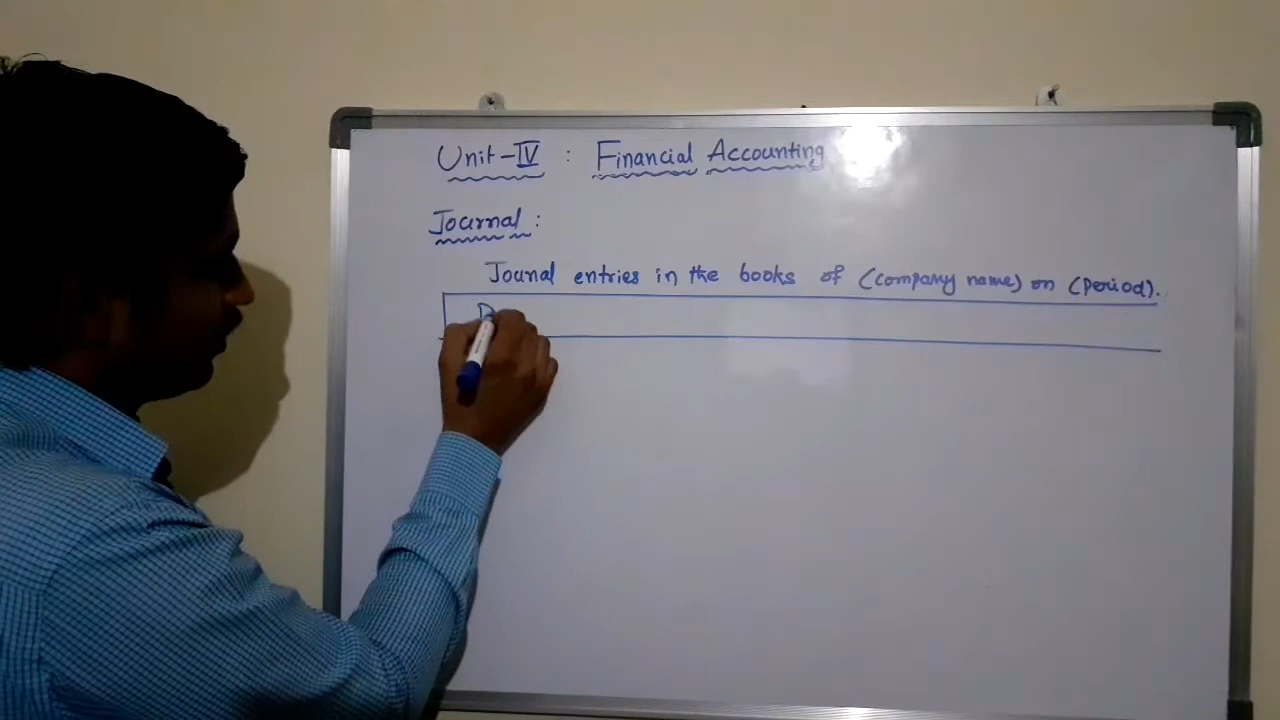 Unit-IV : Financial Accounting
Journal :
Jounal entries in the books of (company name) on (period).
D